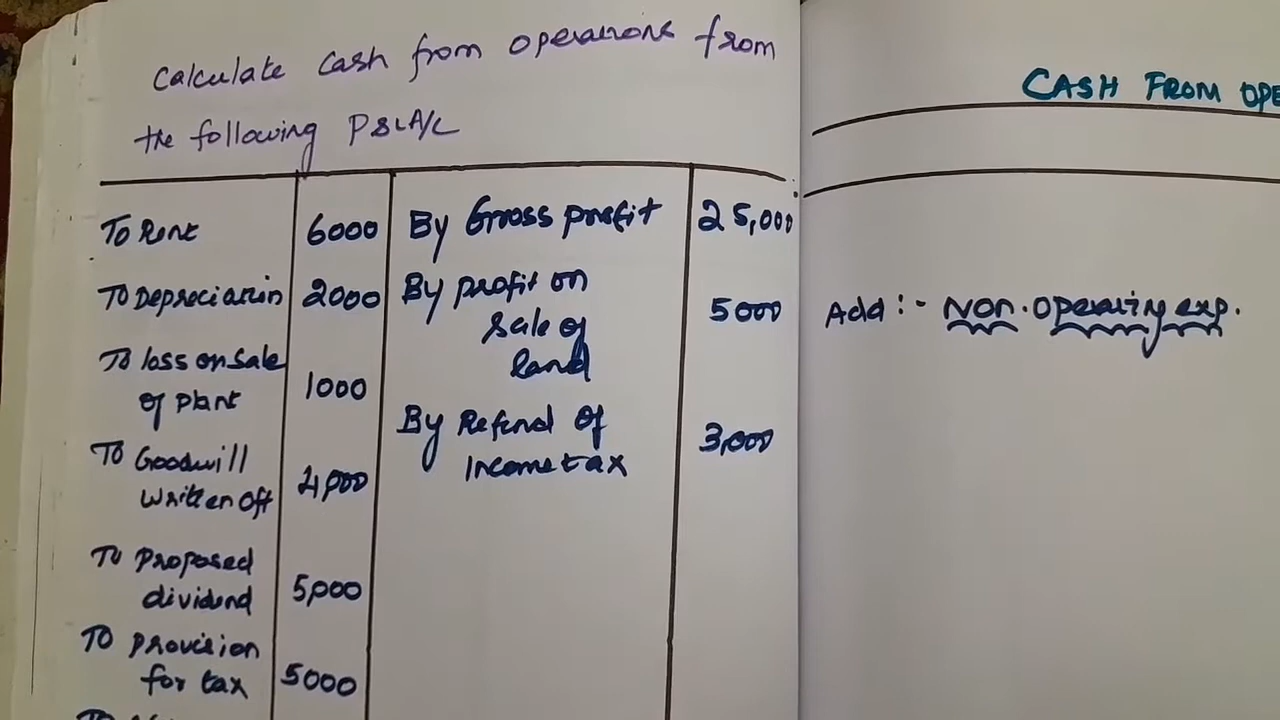 Calculate Cash from operations from
the following P&L A/C
To Rent 6000 By Gross profit 25,000
To Depreciation 2000 By profit on
sale of 5000
land
To loss on sale
of plant 1000
By Refund of
Income tax 3,000
To Goodwill
written off 4,000
To Proposed
dividend 5,000
To provision
for tax 5000
To
CASH FROM OPE
Add :- Non-Operating exp.